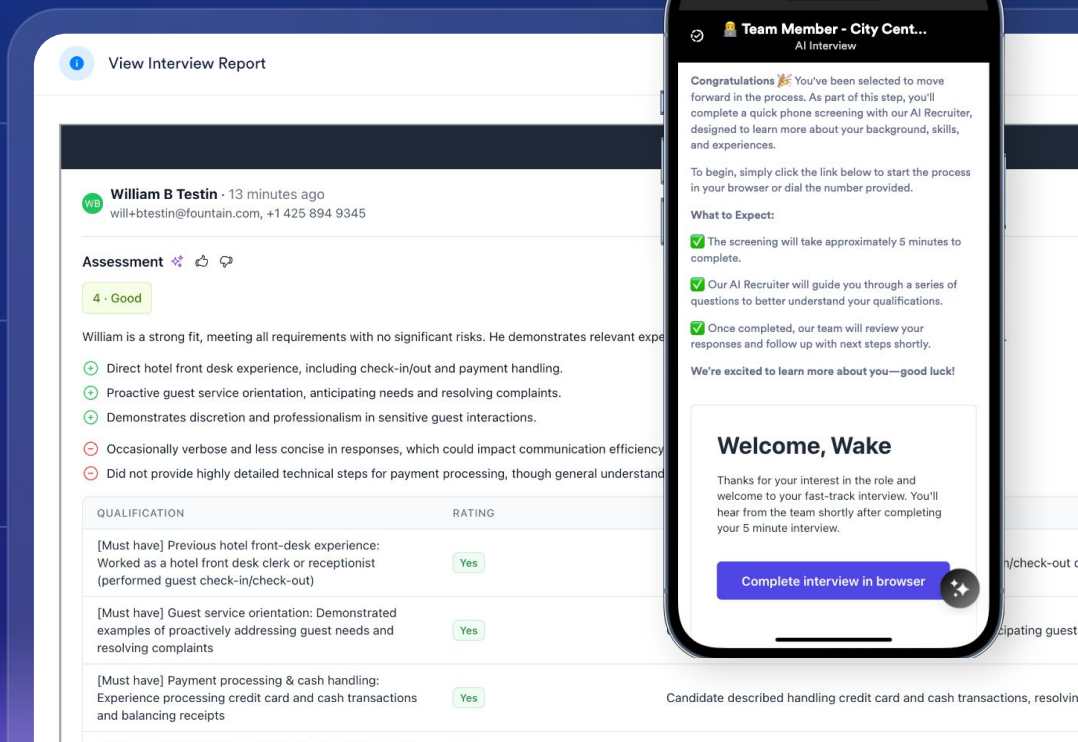 View Interview Report
WB
William B Testin · 13 minutes ago
will+btestin@fountain.com, +1 425 894 9345
Assessment
4 · Good
William is a strong fit, meeting all requirements with no significant risks. He demonstrates relevant
Direct hotel front desk experience, including check-in/out and payment handling.
Proactive guest service orientation, anticipating needs and resolving complaints.
Demonstrates discretion and professionalism in sensitive guest interactions.
Occasionally verbose and less concise in responses, which could impact communication efficiency
Did not provide highly detailed technical steps for payment processing, though general
QUALIFICATION
RATING
[Must have] Previous hotel front-desk experience:
Worked as a hotel front desk clerk or receptionist
(performed guest check-in/check-out)
Yes
n/check-out
[Must have] Guest service orientation: Demonstrated
examples of proactively addressing guest needs and
resolving complaints
Yes
cipating guest
[Must have] Payment processing & cash handling:
Experience processing credit card and cash transactions
and balancing receipts
Yes
Candidate described handling credit card and cash transactions, resolvin
Team Member - City Cent...
AI Interview
Congratulations 🎉 You've been selected to move
forward in the process. As part of this step, you'll
complete a quick phone screening with our AI Recruiter,
designed to learn more about your background, skills,
and experiences.
To begin, simply click the link below to start the process
in your browser or dial the number provided.
What to Expect:
✅ The screening will take approximately 5 minutes to
complete.
✅ Our AI Recruiter will guide you through a series of
questions to better understand your qualifications.
✅ Once completed, our team will review your
responses and follow up with next steps shortly.
We're excited to learn more about you—good luck!
Welcome, Wake
Thanks for your interest in the role and
welcome to your fast-track interview. You'll
hear from the team shortly after completing
your 5 minute interview.
Complete interview in browser